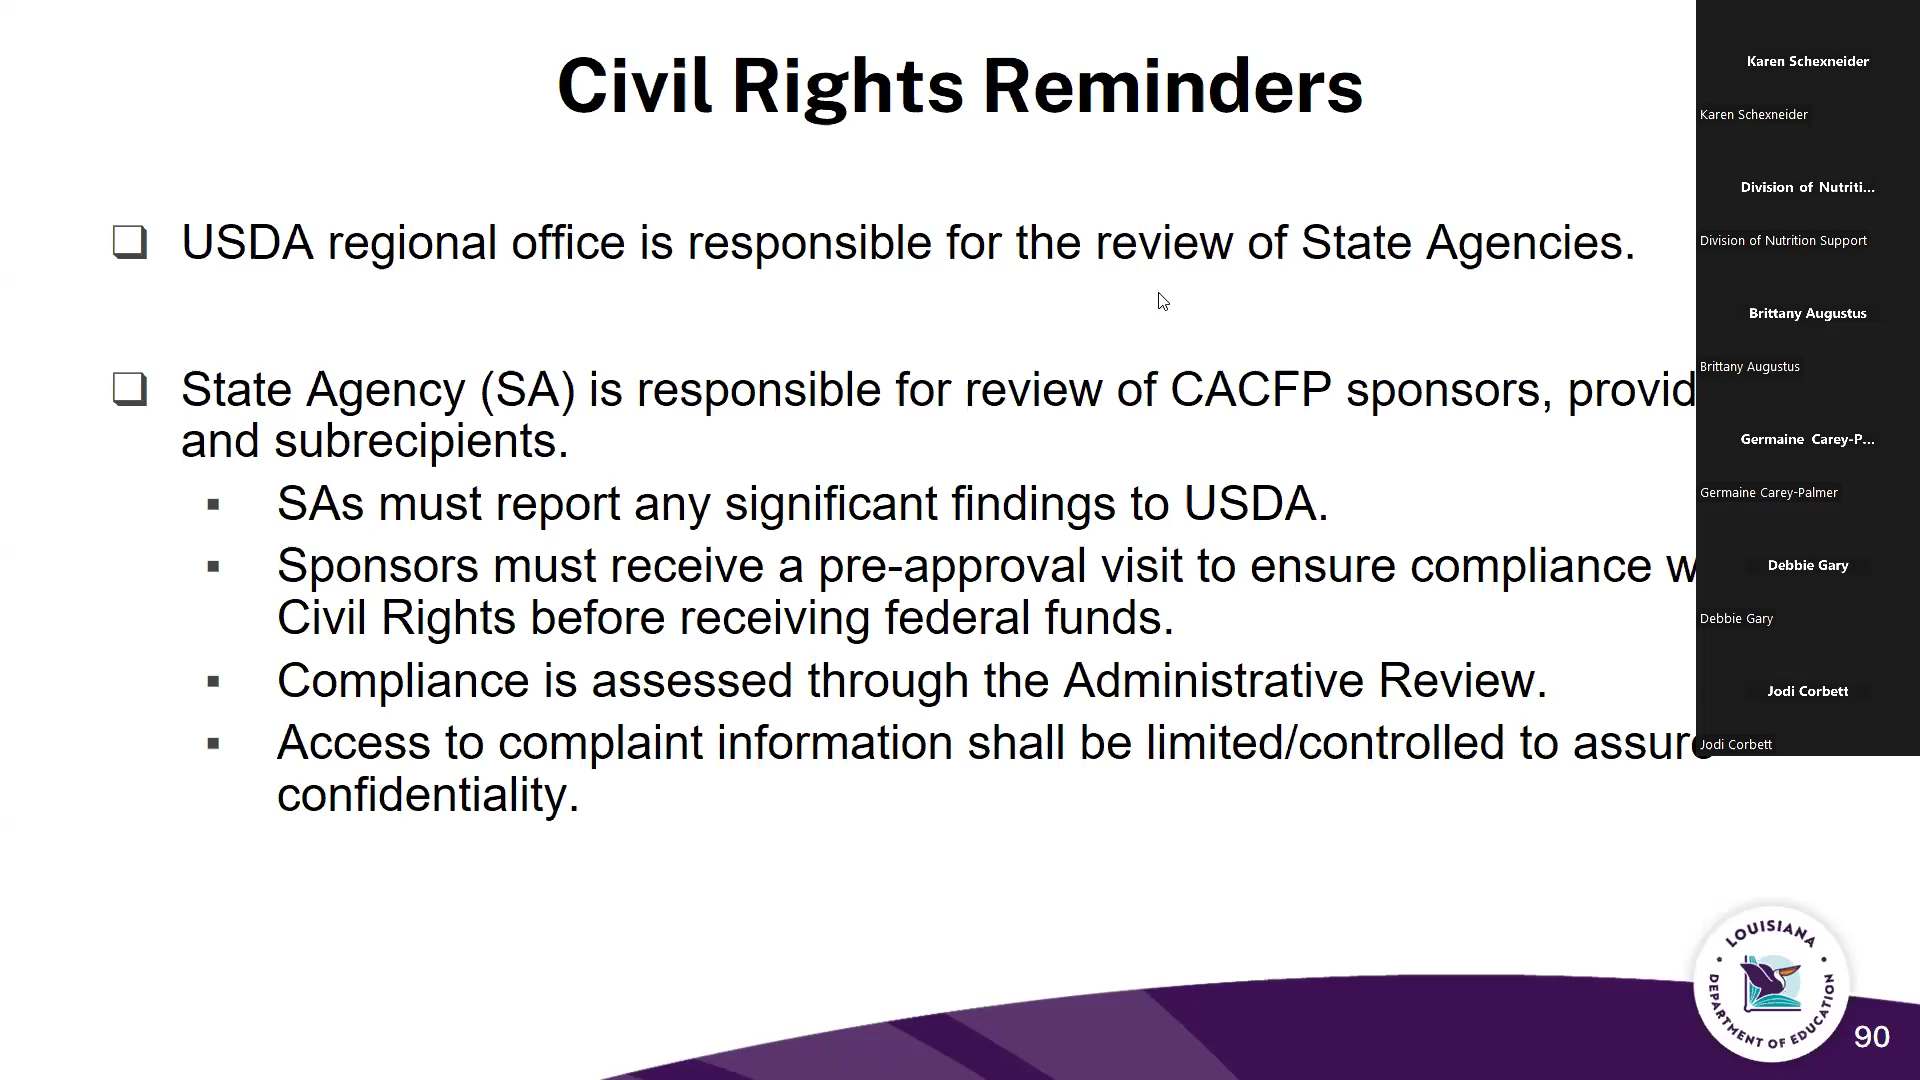 Civil Rights Reminders
USDA regional office is responsible for the review of State Agencies.
State Agency (SA) is responsible for review of CACFP sponsors, provid
and subrecipients.
SAs must report any significant findings to USDA.
Sponsors must receive a pre-approval visit to ensure compliance w
Civil Rights before receiving federal funds.
Compliance is assessed through the Administrative Review.
Access to complaint information shall be limited/controlled to assure
confidentiality.
Karen Schexneider
Karen Schexneider
Division of Nutriti...
Division of Nutrition Support
Brittany Augustus
Brittany Augustus
Germaine Carey-P...
Germaine Carey-Palmer
Debbie Gary
Debbie Gary
Jodi Corbett
Jodi Corbett
LOUISIANA
DEPARTMENT OF EDUCATION
90